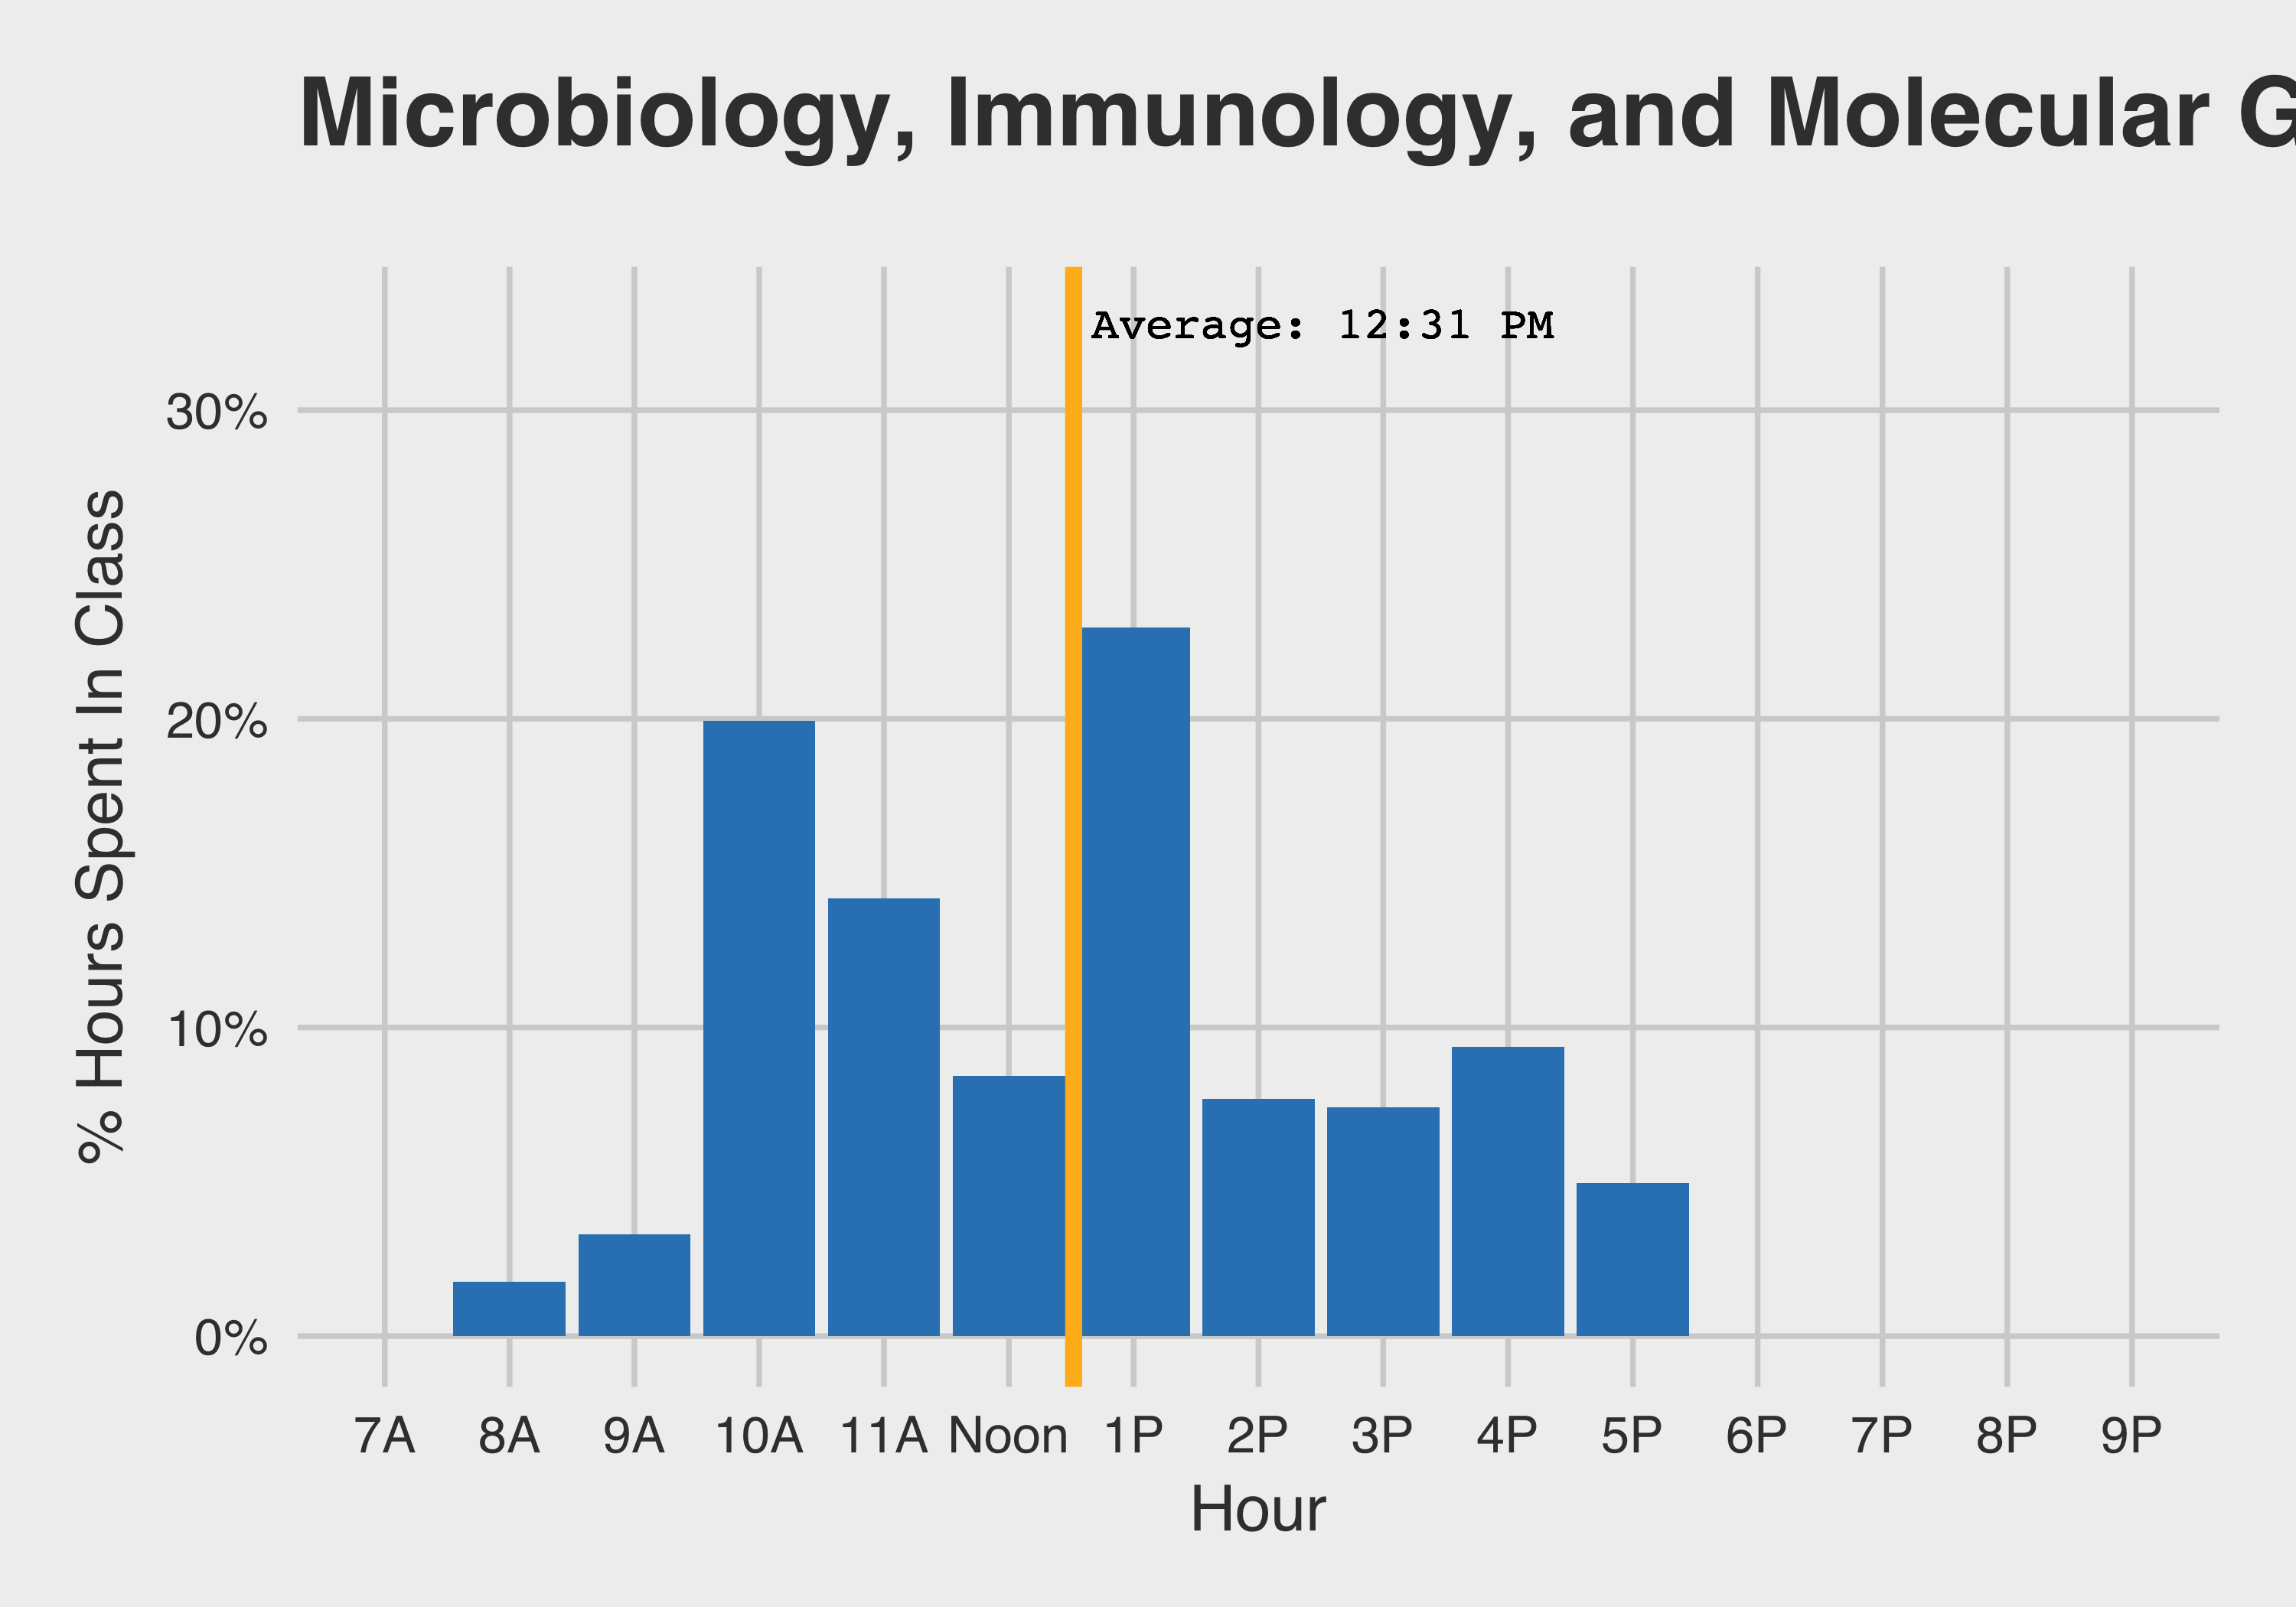 Microbiology, Immunology, and Molecular G
Average: 12:31 PM
30%
20%
10%
0%
% Hours Spent In Class
7A 8A 9A 10A 11A Noon 1P 2P 3P 4P 5P 6P 7P 8P 9P
Hour